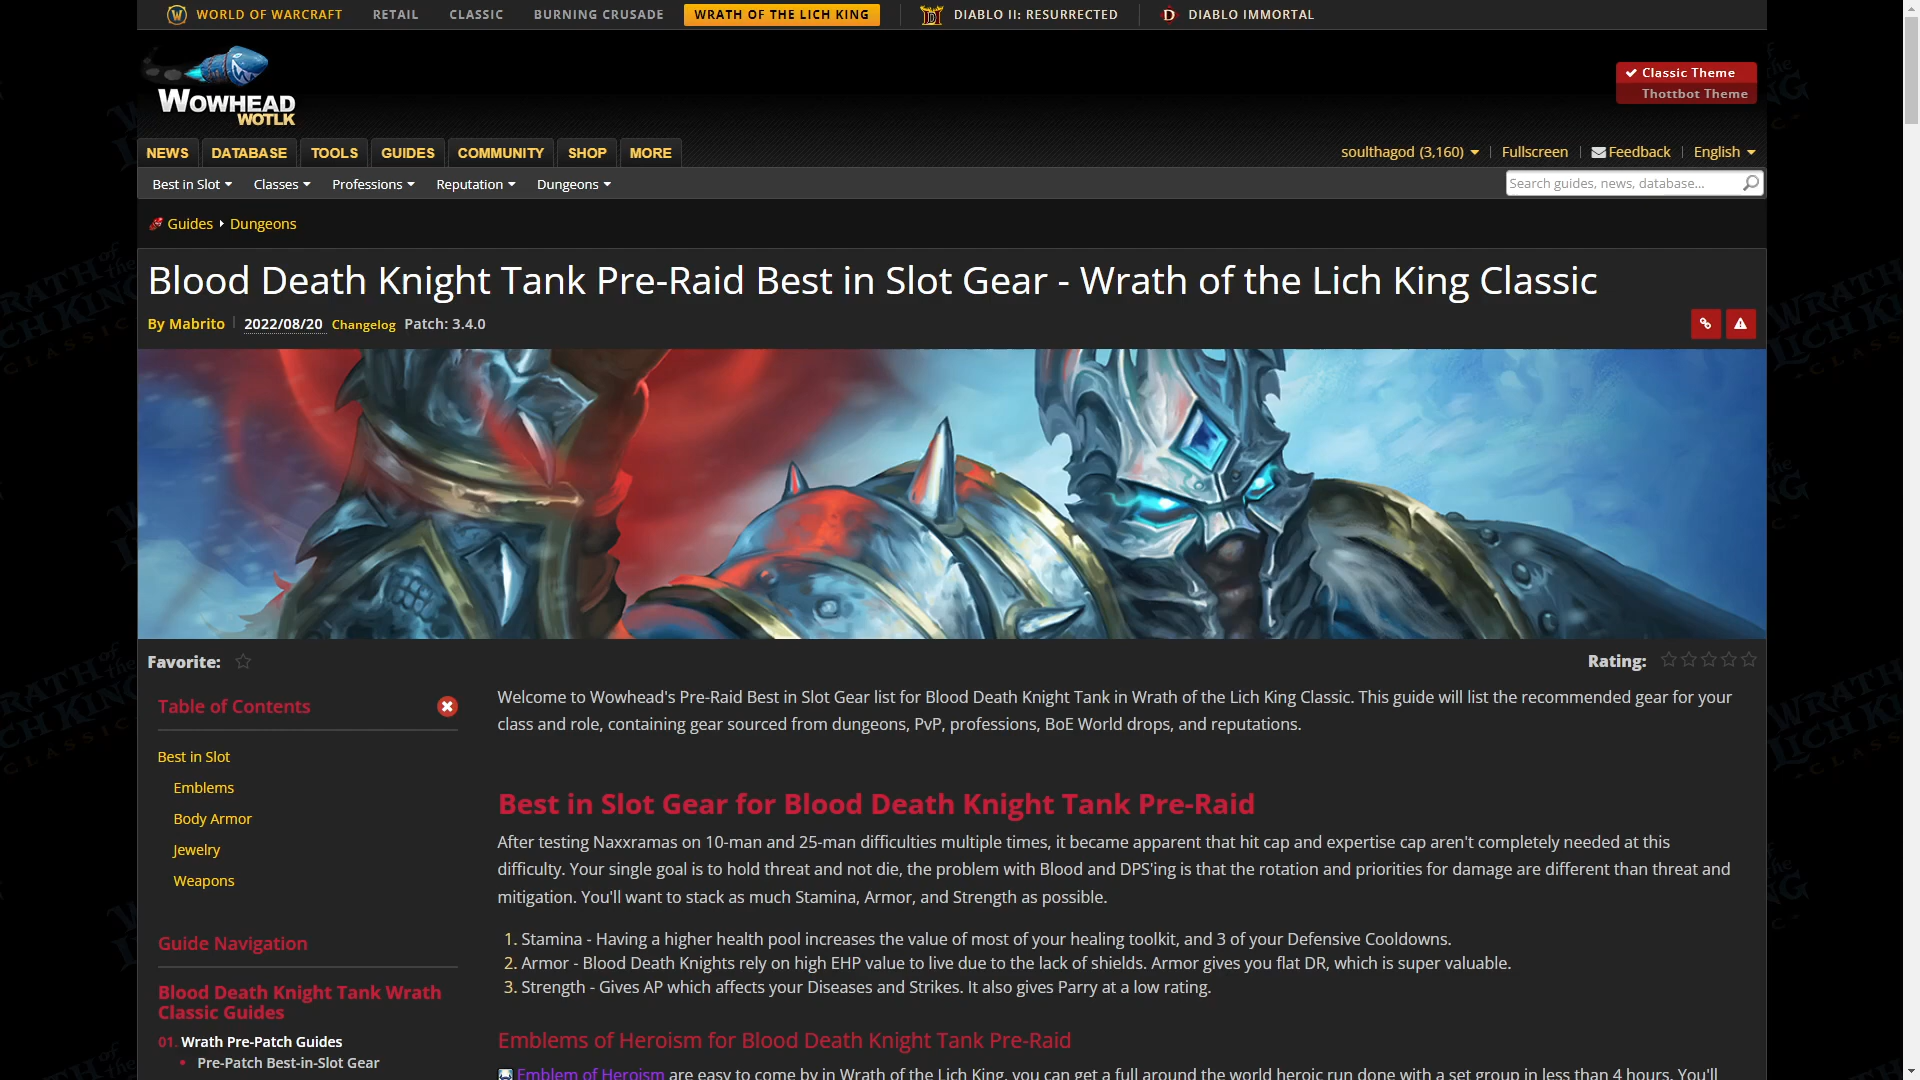 WORLD OF WARCRAFT RETAIL CLASSIC BURNING CRUSADE WRATH OF THE LICH KING DIABLO II: RESURRECTED DIABLO IMMORTAL
WOWHEAD
WOTLK
Classic Theme
Thottbot Theme
NEWS DATABASE TOOLS GUIDES COMMUNITY SHOP MORE
soulthagod (3,160) Fullscreen Feedback English
Best in Slot Classes Professions Reputation Dungeons
Search guides, news, database...
Guides Dungeons
Blood Death Knight Tank Pre-Raid Best in Slot Gear - Wrath of the Lich King Classic
By Mabrito 2022/08/20 Changelog Patch: 3.4.0
Favorite:
Rating:
Table of Contents
Best in Slot
Emblems
Body Armor
Jewelry
Weapons
Guide Navigation
Blood Death Knight Tank Wrath
Classic Guides
01. Wrath Pre-Patch Guides
• Pre-Patch Best-in-Slot Gear
Welcome to Wowhead's Pre-Raid Best in Slot Gear list for Blood Death Knight Tank in Wrath of the Lich King Classic. This guide will list the recommended gear for your
class and role, containing gear sourced from dungeons, PvP, professions, BoE World drops, and reputations.
Best in Slot Gear for Blood Death Knight Tank Pre-Raid
After testing Naxxramas on 10-man and 25-man difficulties multiple times, it became apparent that hit cap and expertise cap aren't completely needed at this
difficulty. Your single goal is to hold threat and not die, the problem with Blood and DPS'ing is that the rotation and priorities for damage are different than threat and
mitigation. You'll want to stack as much Stamina, Armor, and Strength as possible.
1. Stamina - Having a higher health pool increases the value of most of your healing toolkit, and 3 of your Defensive Cooldowns.
2. Armor - Blood Death Knights rely on high EHP value to live due to the lack of shields. Armor gives you flat DR, which is super valuable.
3. Strength - Gives AP which affects your Diseases and Strikes. It also gives Parry at a low rating.
Emblems of Heroism for Blood Death Knight Tank Pre-Raid
Emblem of Heroism are easy to come by in Wrath of the Lich King, you can get a full around the world heroic run done with a set group in less than 4 hours. You'll